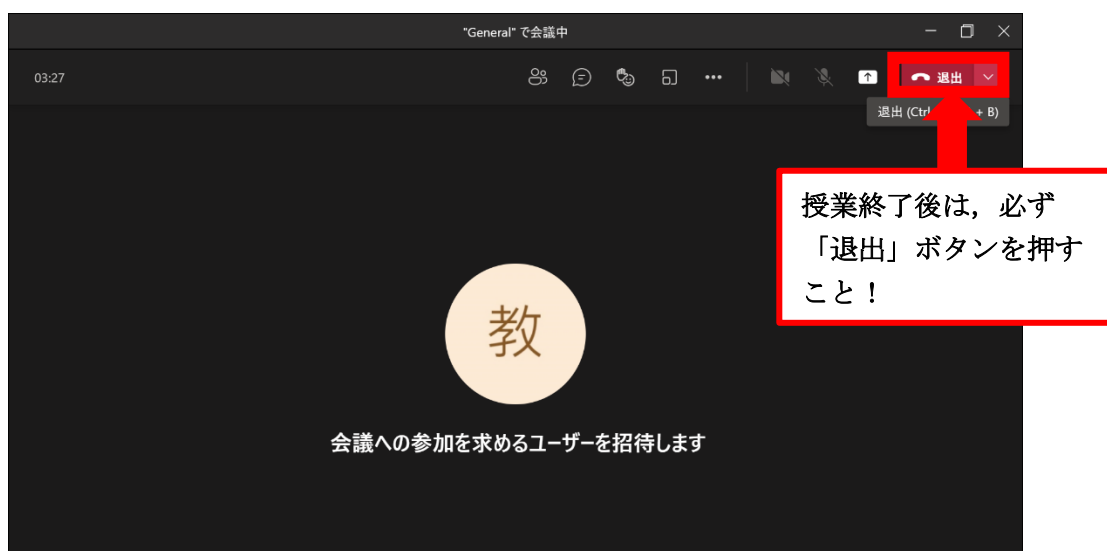 "General" で会議中
03:27
退出
退出 (Ctrl + B)
授業終了後は，必ず
「退出」ボタンを押す
こと！
教
会議への参加を求めるユーザーを招待します